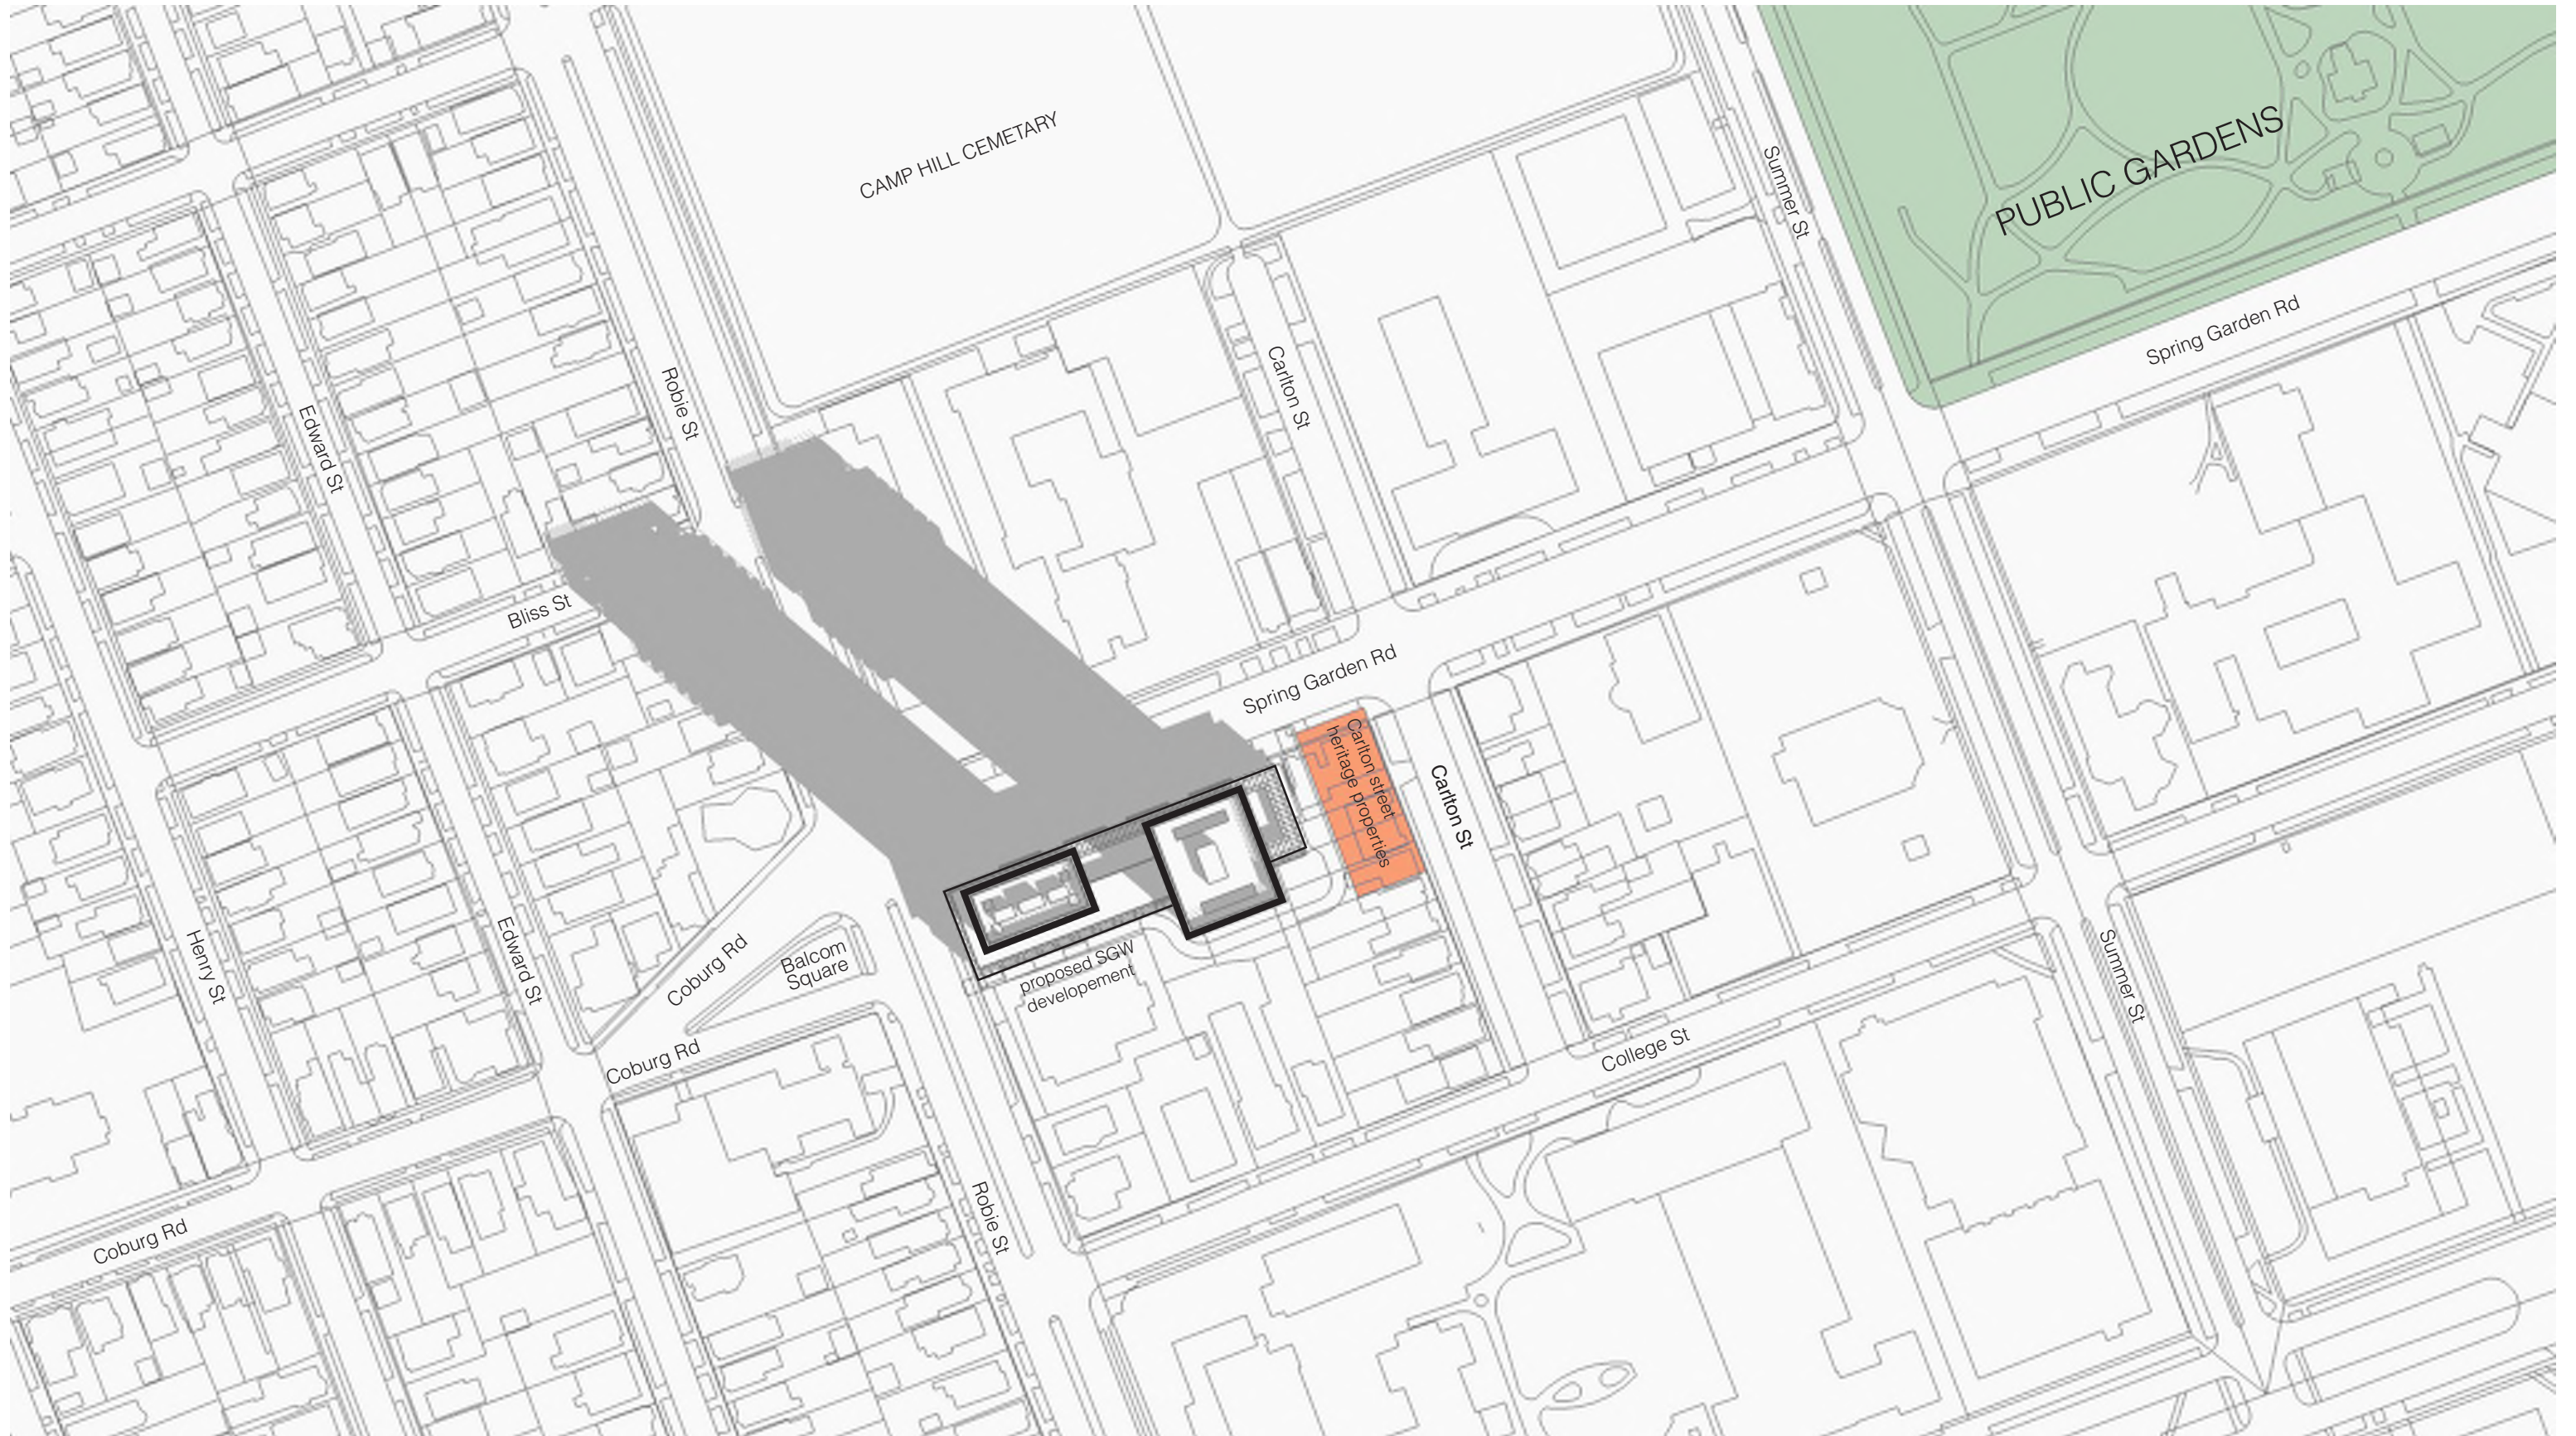 CAMP HILL CEMETARY
PUBLIC GARDENS
Summer St
Spring Garden Rd
Robie St
Carlton St
Edward St
Bliss St
Spring Garden Rd
Carlton street
heritage properties
Carlton St
Henry St
Edward St
Coburg Rd
Balcom
Square
proposed SGW
developement
Summer St
Coburg Rd
College St
Robie St
Coburg Rd